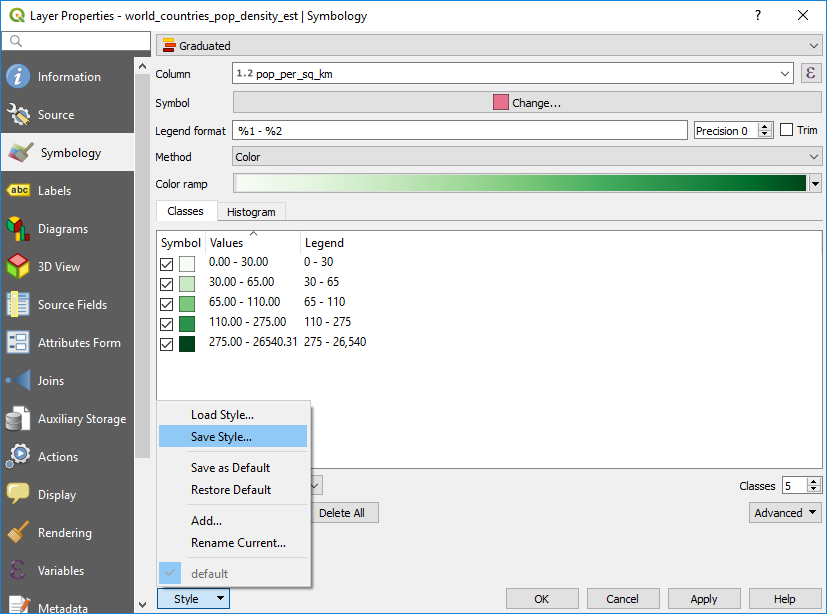 Layer Properties - world_countries_pop_density_est | Symbology
?
Graduated
Information
Column
1.2 pop_per_sq_km
ε
Source
Symbol
Change...
Legend format
%1 - %2
Precision 0
Trim
Symbology
Method
Color
Labels
abc
Color ramp
Classes
Histogram
Diagrams
Symbol Values Legend
0.00 - 30.00 0 - 30
30.00 - 65.00 30 - 65
65.00 - 110.00 65 - 110
110.00 - 275.00 110 - 275
275.00 - 26540.31 275 - 26,540
3D View
Source Fields
Attributes Form
Joins
Auxiliary Storage
Actions
Display
Rendering
Variables
Metadata
Load Style...
Save Style...
Save as Default
Restore Default
Add...
Rename Current...
default
Classes 5
Delete All
Advanced
Style
OK
Cancel
Apply
Help